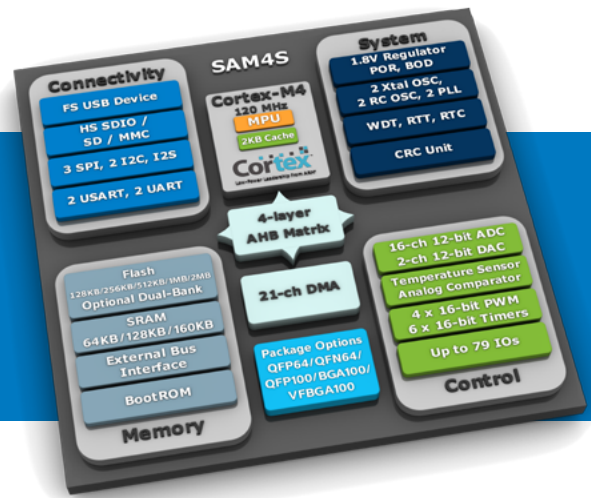 SAM4S
Connectivity
FS USB Device
HS SDIO /
SD / MMC
3 SPI, 2 I2C, I2S
2 USART, 2 UART
Cortex-M4
120 MHz
MPU
2KB Cache
Cortex
Low-Power Leadership from ARM
System
1.8V Regulator
POR, BOD
2 Xtal OSC,
2 RC OSC, 2 PLL
WDT, RTT, RTC
CRC Unit
4-layer
AHB Matrix
21-ch DMA
Flash
128KB/256KB/512KB/1MB/2MB
Optional Dual-Bank
SRAM
64KB/128KB/160KB
External Bus
Interface
BootROM
Memory
Package Options
QFP64/QFN64/
QFP100/BGA100/
VFBGA100
16-ch 12-bit ADC
2-ch 12-bit DAC
Temperature Sensor
Analog Comparator
4 x 16-bit PWM
6 x 16-bit Timers
Up to 79 IOs
Control